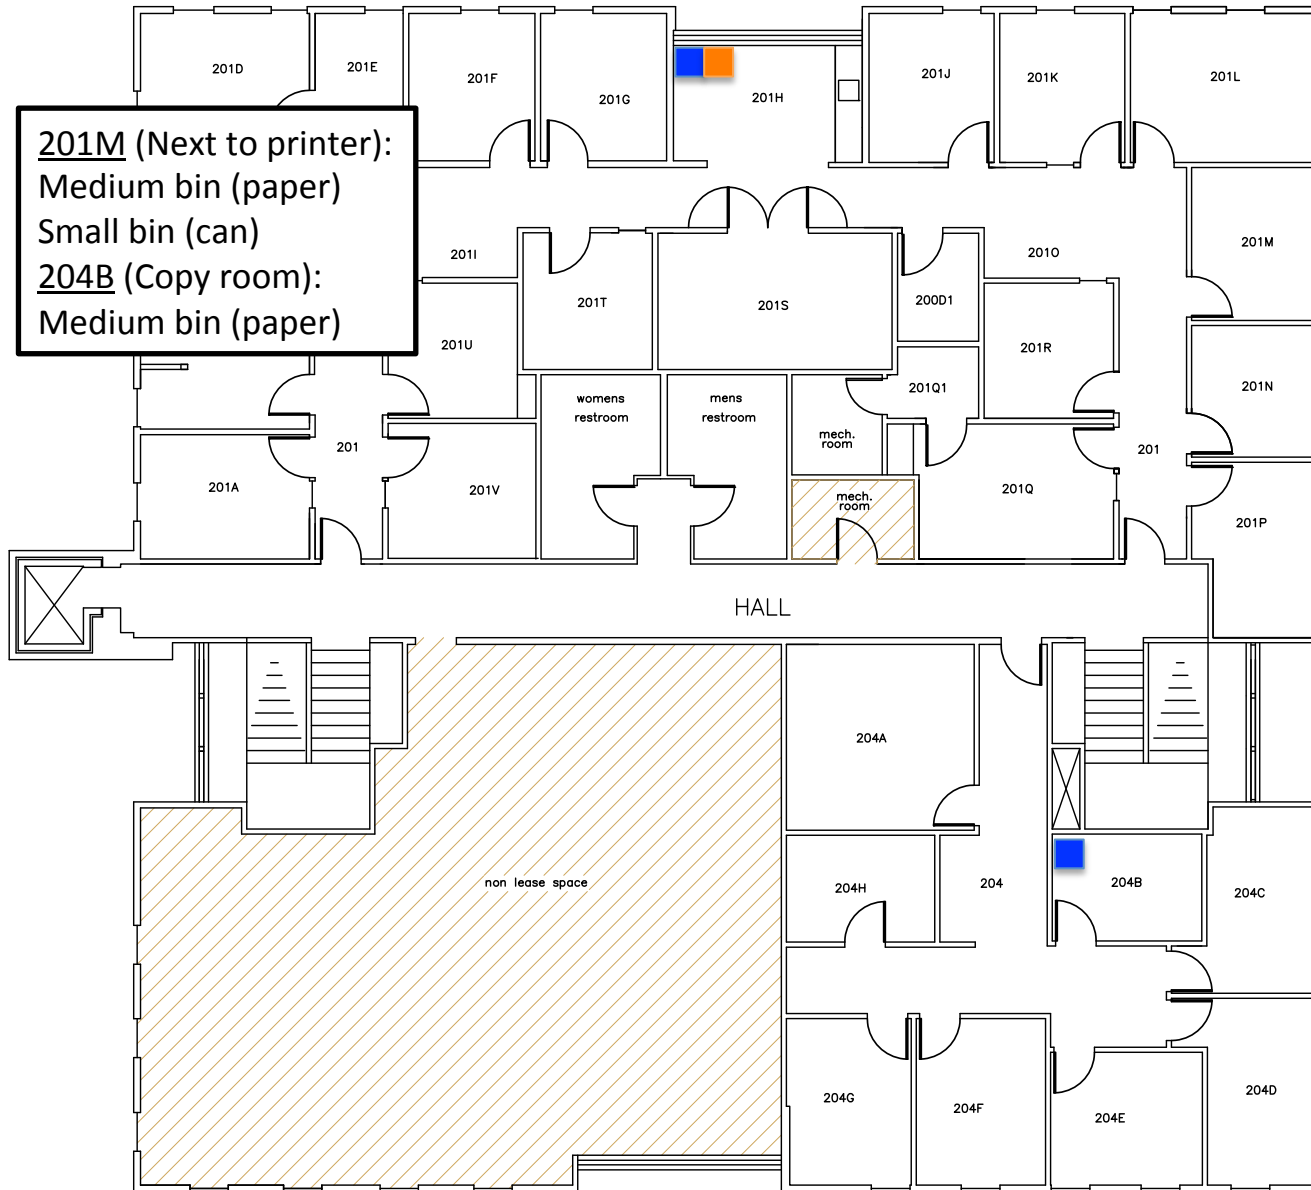 201D
201E
201F
201G
201H
201J
201K
201L
201M (Next to printer):
Medium bin (paper)
Small bin (can)
204B (Copy room):
Medium bin (paper)
201I
201O
201M
201T
201S
200D1
201U
201R
201Q1
201N
womens
restroom
mens
restroom
mech.
room
201
201
201A
201V
201Q
mech.
room
201P
HALL
204A
non lease space
204H
204
204B
204C
204G
204F
204E
204D